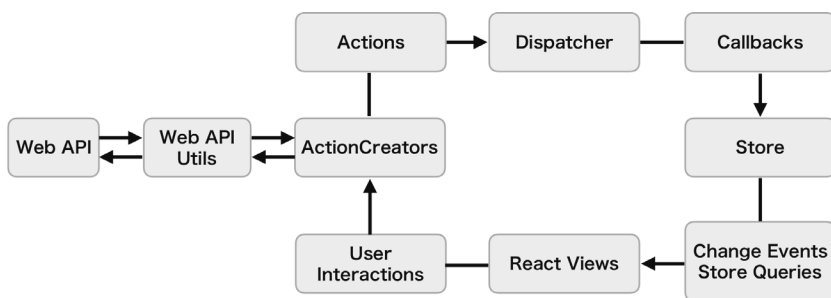 Actions
Dispatcher
Callbacks
Web API
Web API
Utils
ActionCreators
Store
User
Interactions
React Views
Change Events
Store Queries